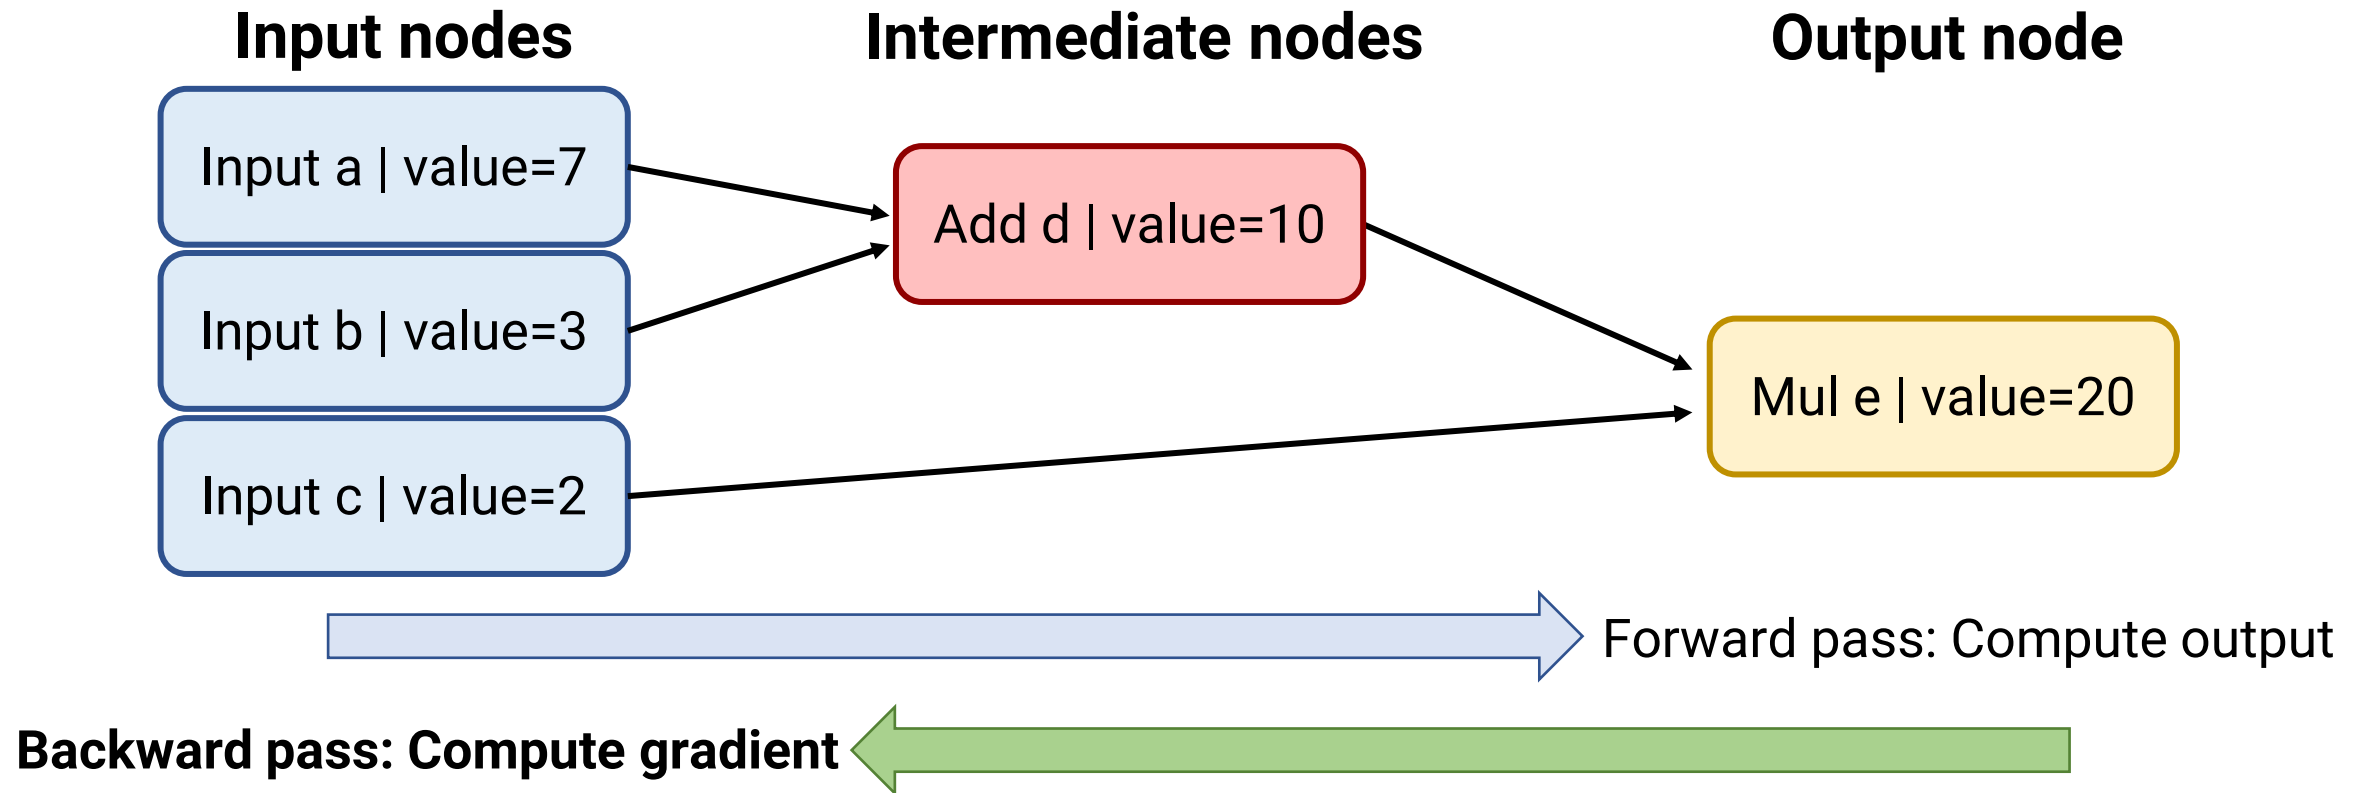 Input nodes
Intermediate nodes
Output node
Input a | value=7
Add d | value=10
Input b | value=3
Mul e | value=20
Input c | value=2
Forward pass: Compute output
Backward pass: Compute gradient